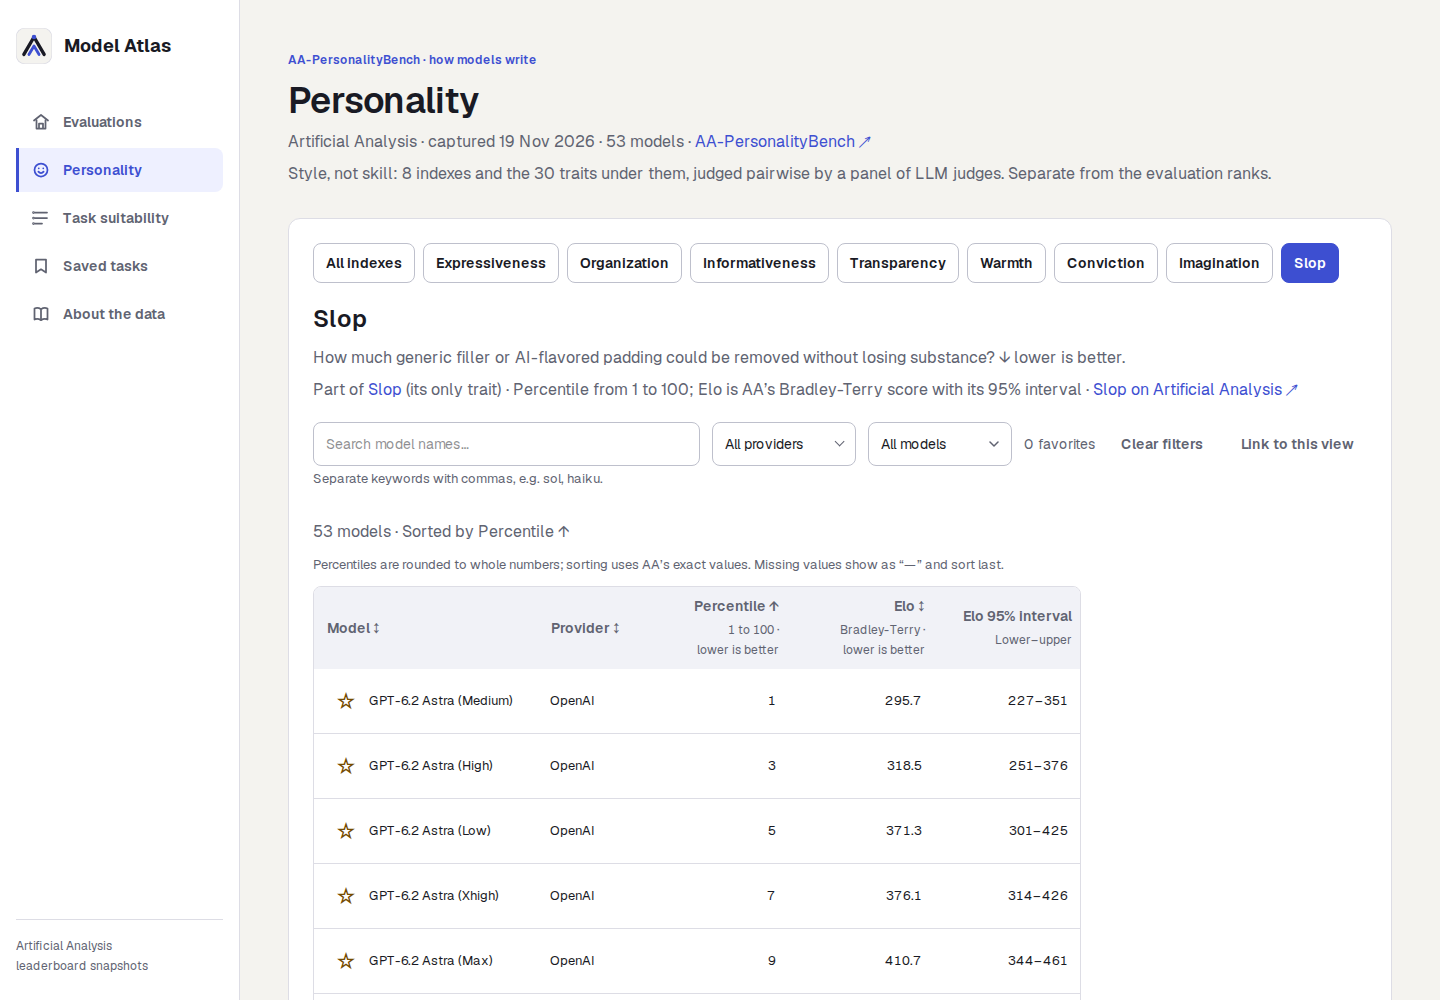 Model Atlas
Evaluations
Personality
Task suitability
Saved tasks
About the data
Artificial Analysis
leaderboard snapshots
AA-PersonalityBench · how models write
Personality
Artificial Analysis · captured 19 Nov 2026 · 53 models · AA-PersonalityBench ↗
Style, not skill: 8 indexes and the 30 traits under them, judged pairwise by a panel of LLM judges. Separate from the evaluation ranks.
All indexes Expressiveness Organization Informativeness Transparency Warmth Conviction Imagination Slop
Slop
How much generic filler or AI-flavored padding could be removed without losing substance? ↓ lower is better.
Part of Slop (its only trait) · Percentile from 1 to 100; Elo is AA’s Bradley-Terry score with its 95% interval · Slop on Artificial Analysis ↗
Search model names… All providers All models 0 favorites Clear filters Link to this view
Separate keywords with commas, e.g. sol, haiku.
53 models · Sorted by Percentile ↑
Percentiles are rounded to whole numbers; sorting uses AA’s exact values. Missing values show as “—” and sort last.
Model ↕ Provider ↕ Percentile ↑ Elo ↕ Elo 95% interval
1 to 100 · Bradley-Terry · Lower–upper
lower is better lower is better
GPT-6.2 Astra (Medium) OpenAI 1 295.7 227–351
GPT-6.2 Astra (High) OpenAI 3 318.5 251–376
GPT-6.2 Astra (Low) OpenAI 5 371.3 301–425
GPT-6.2 Astra (Xhigh) OpenAI 7 376.1 314–426
GPT-6.2 Astra (Max) OpenAI 9 410.7 344–461